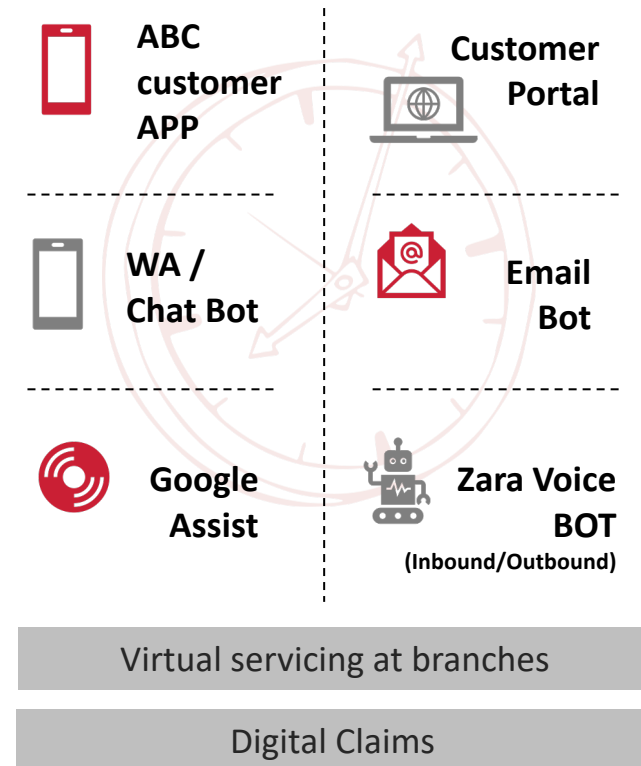 ABC
customer
APP
Customer
Portal
WA /
Chat Bot
@
Email
Bot
Google
Assist
Zara Voice
BOT
(Inbound/Outbound)
Virtual servicing at branches
Digital Claims